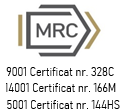 MRC
9001 Certificat nr. 328C
14001 Certificat nr. 166M
5001 Certificat nr. 144HS